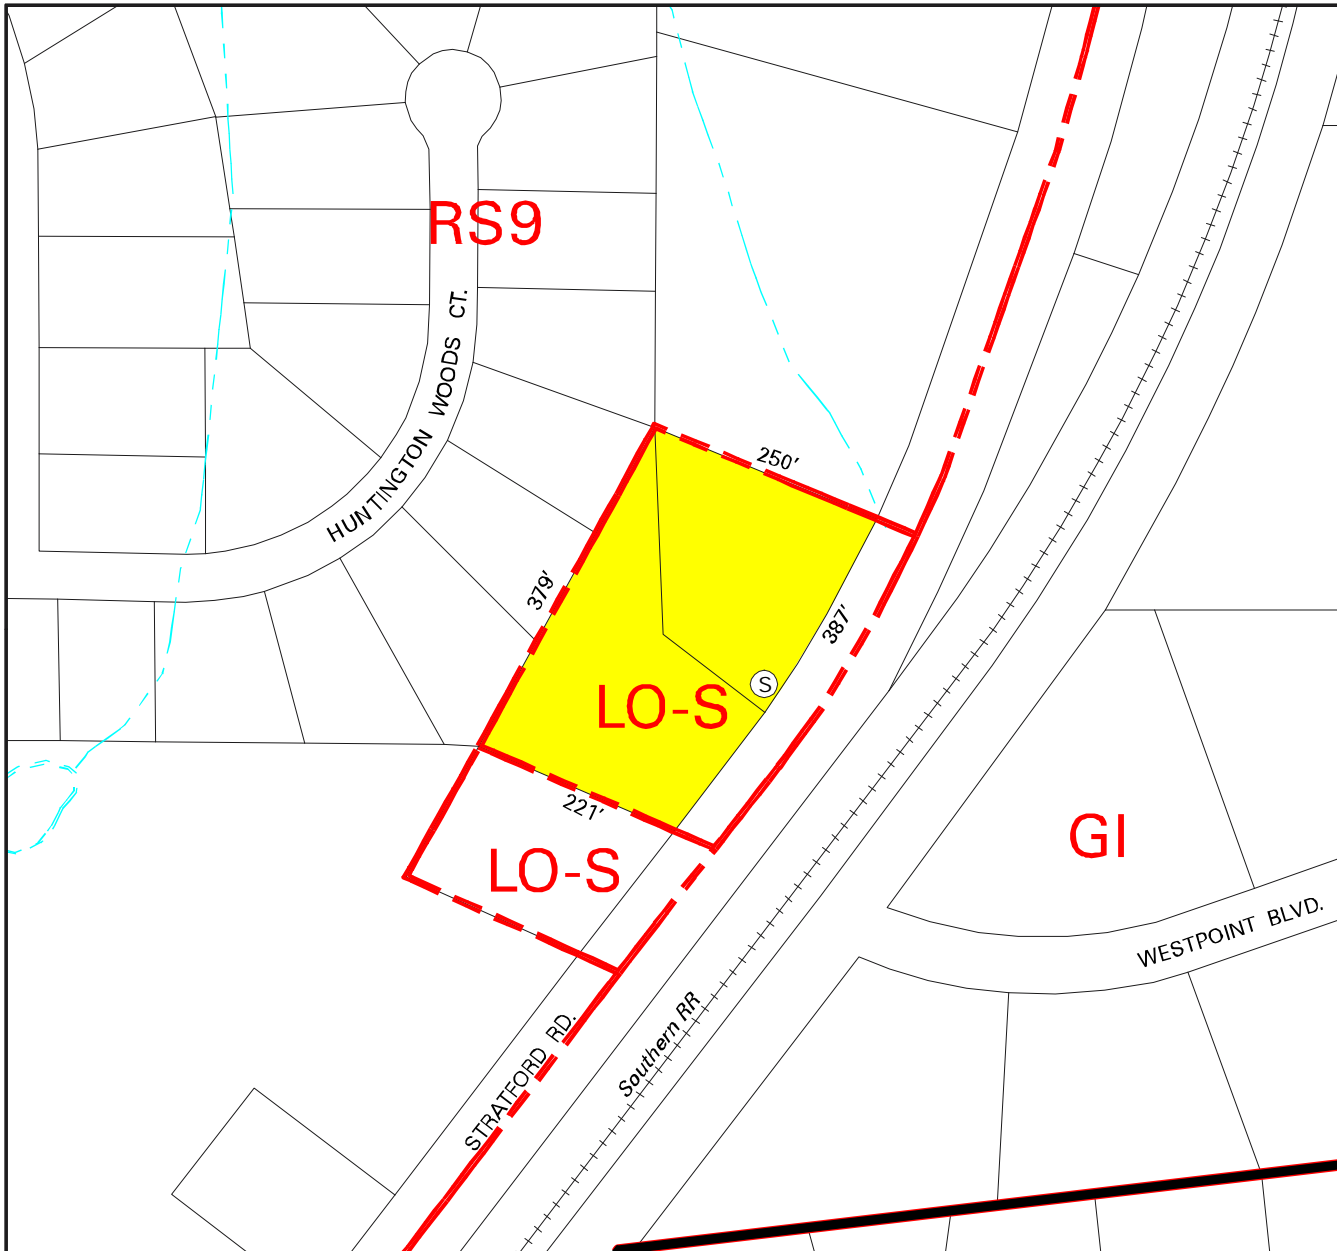 RS9
HUNTINGTON WOODS CT.
250'
379'
387'
S
LO-S
221'
LO-S
GI
WESTPOINT BLVD.
Southern RR
STRATFORD RD.